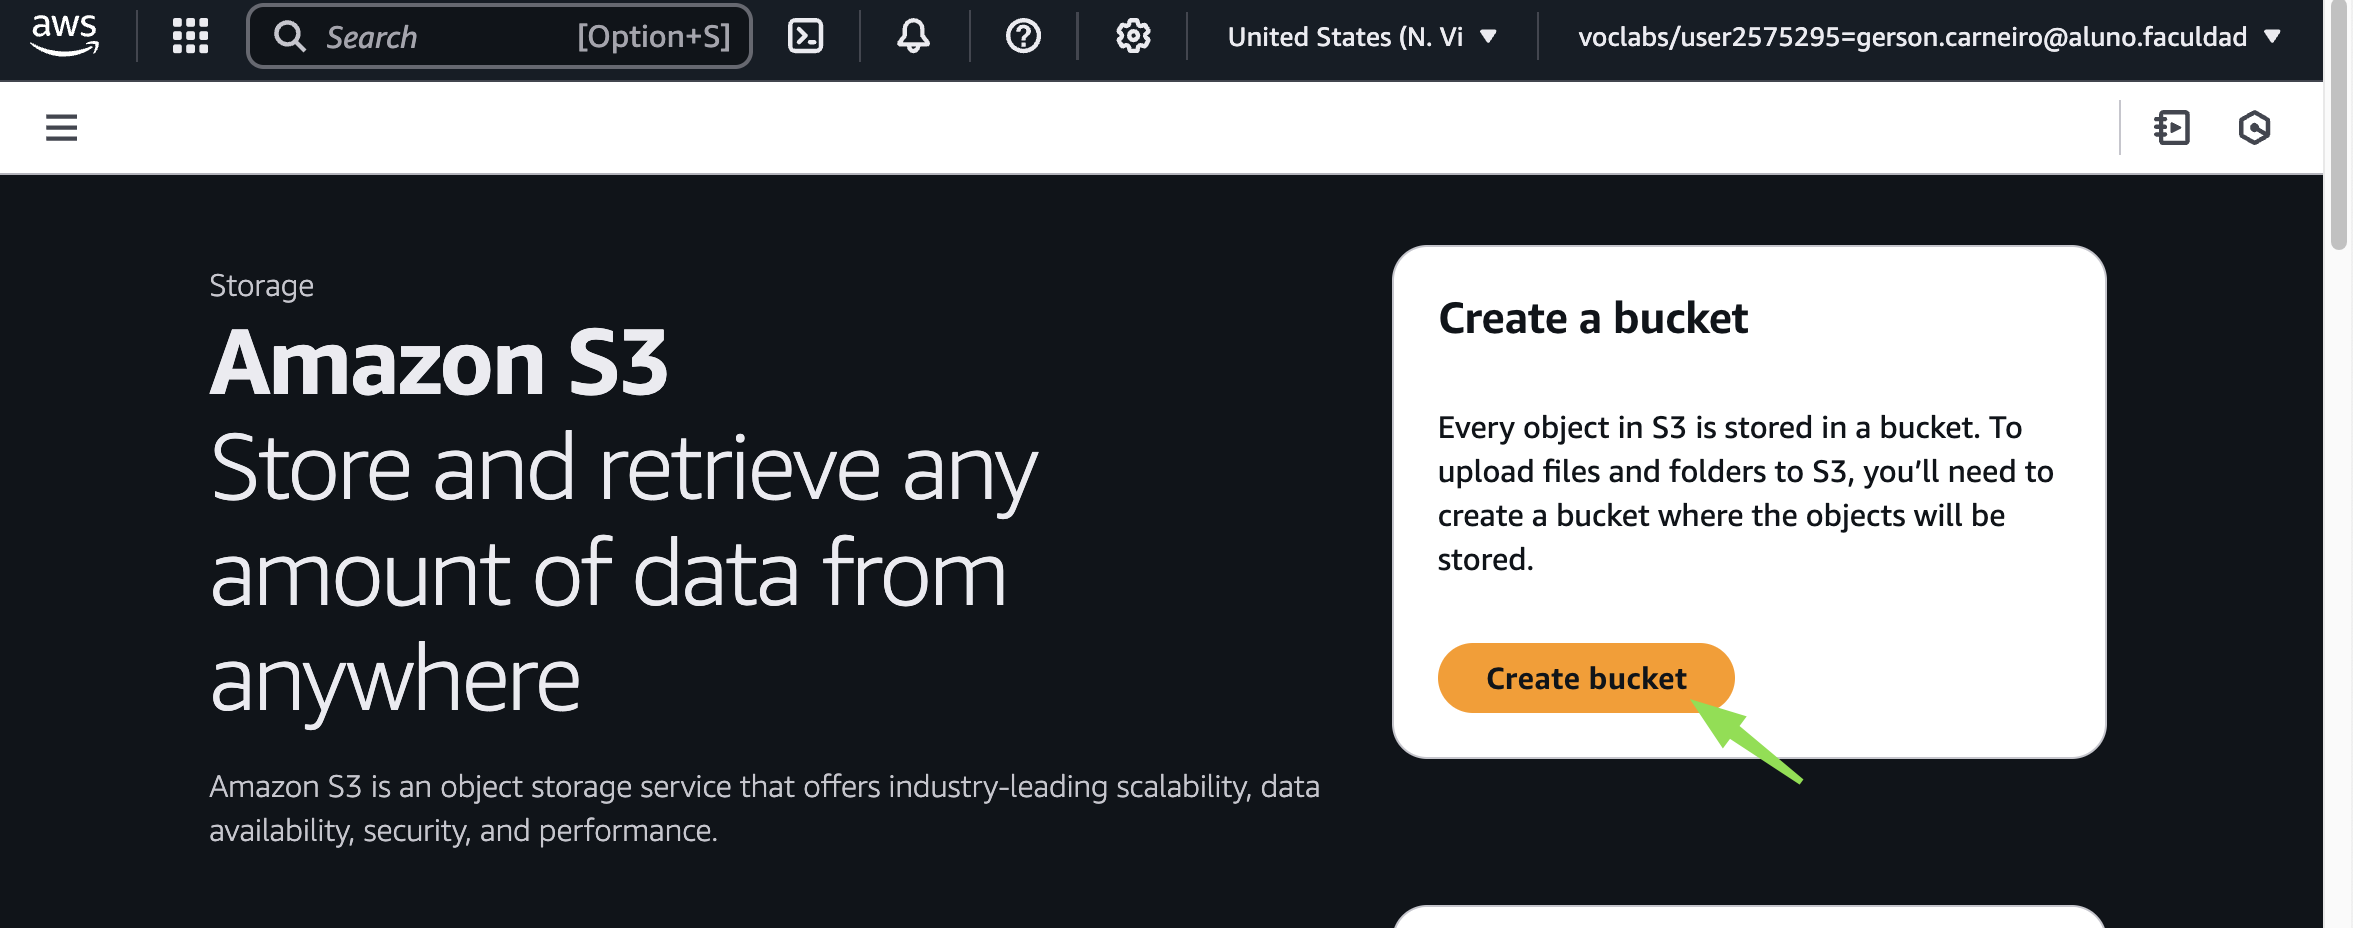 aws
Search
[Option+S]
United States (N. Vi
voclabs/user2575295=gerson.carneiro@aluno.faculdad
Storage
Amazon S3
Store and retrieve any
amount of data from
anywhere
Amazon S3 is an object storage service that offers industry-leading scalability, data
availability, security, and performance.
Create a bucket
Every object in S3 is stored in a bucket. To
upload files and folders to S3, you’ll need to
create a bucket where the objects will be
stored.
Create bucket